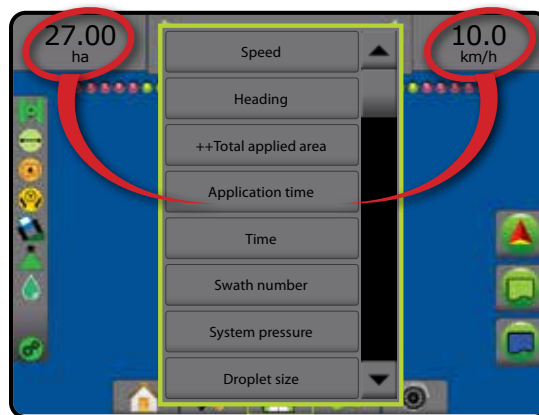 27.00
ha
10.0
km/h
Speed
Heading
++Total applied area
Application time
Time
Swath number
System pressure
Droplet size